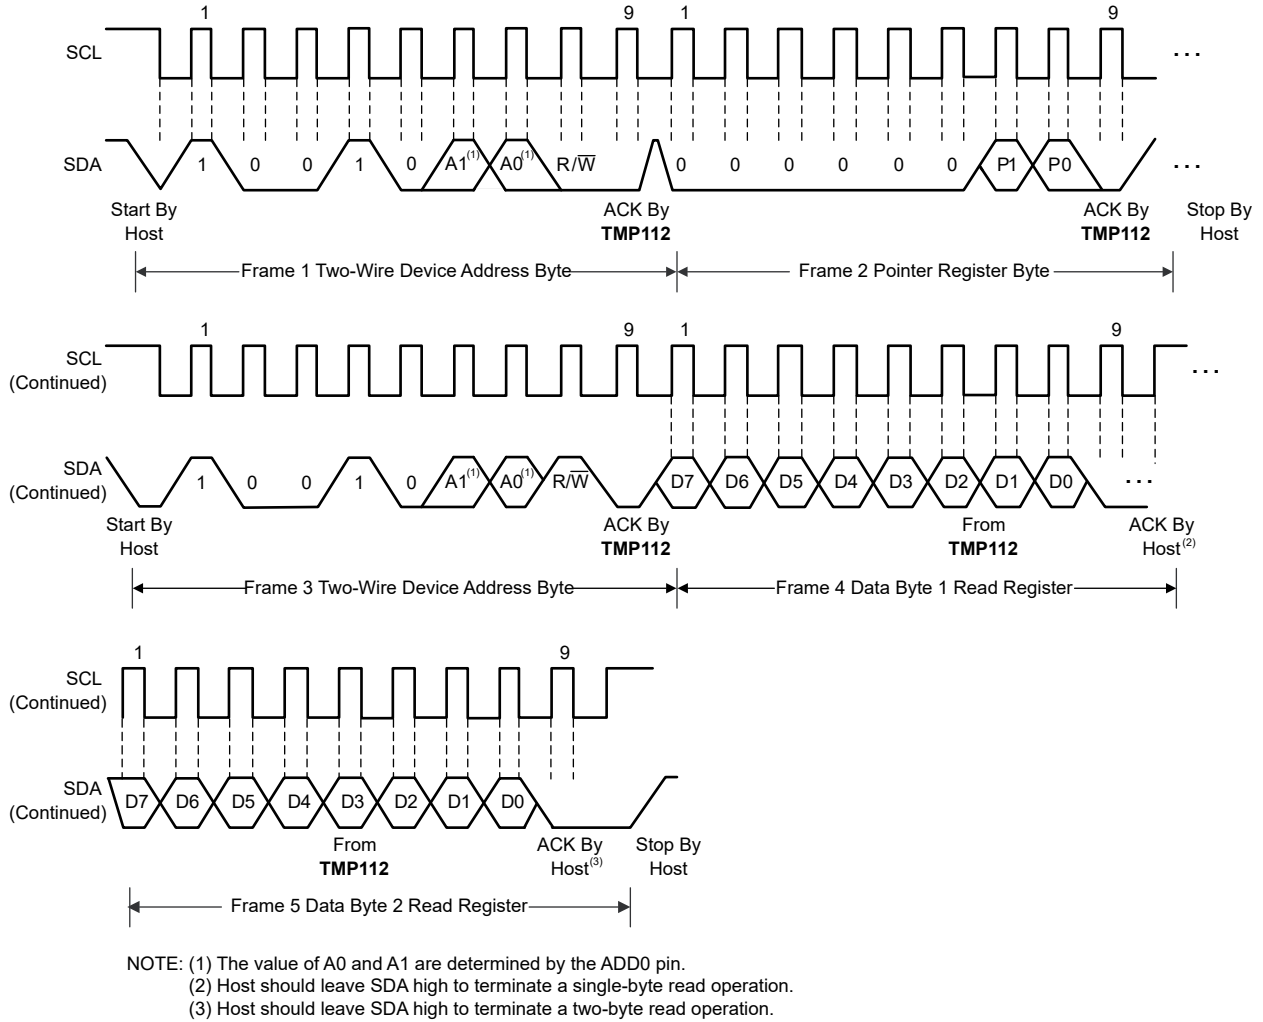 1 9 1 9
SCL
. . .
SDA 1 0 0 1 0 A1(1) A0(1) R/W̅ 0 0 0 0 0 0 P1 P0 . . .
Start By Host
ACK By TMP112
ACK By TMP112
Stop By Host
Frame 1 Two-Wire Device Address Byte
Frame 2 Pointer Register Byte
1 9 1 9
SCL (Continued)
. . .
SDA (Continued) 1 0 0 1 0 A1(1) A0(1) R/W̅ D7 D6 D5 D4 D3 D2 D1 D0 . . .
Start By Host
ACK By TMP112
From TMP112
ACK By Host(2)
Frame 3 Two-Wire Device Address Byte
Frame 4 Data Byte 1 Read Register
1 9
SCL (Continued)
SDA (Continued) D7 D6 D5 D4 D3 D2 D1 D0
From TMP112
ACK By Host(3)
Stop By Host
Frame 5 Data Byte 2 Read Register
NOTE: (1) The value of A0 and A1 are determined by the ADD0 pin.
(2) Host should leave SDA high to terminate a single-byte read operation.
(3) Host should leave SDA high to terminate a two-byte read operation.